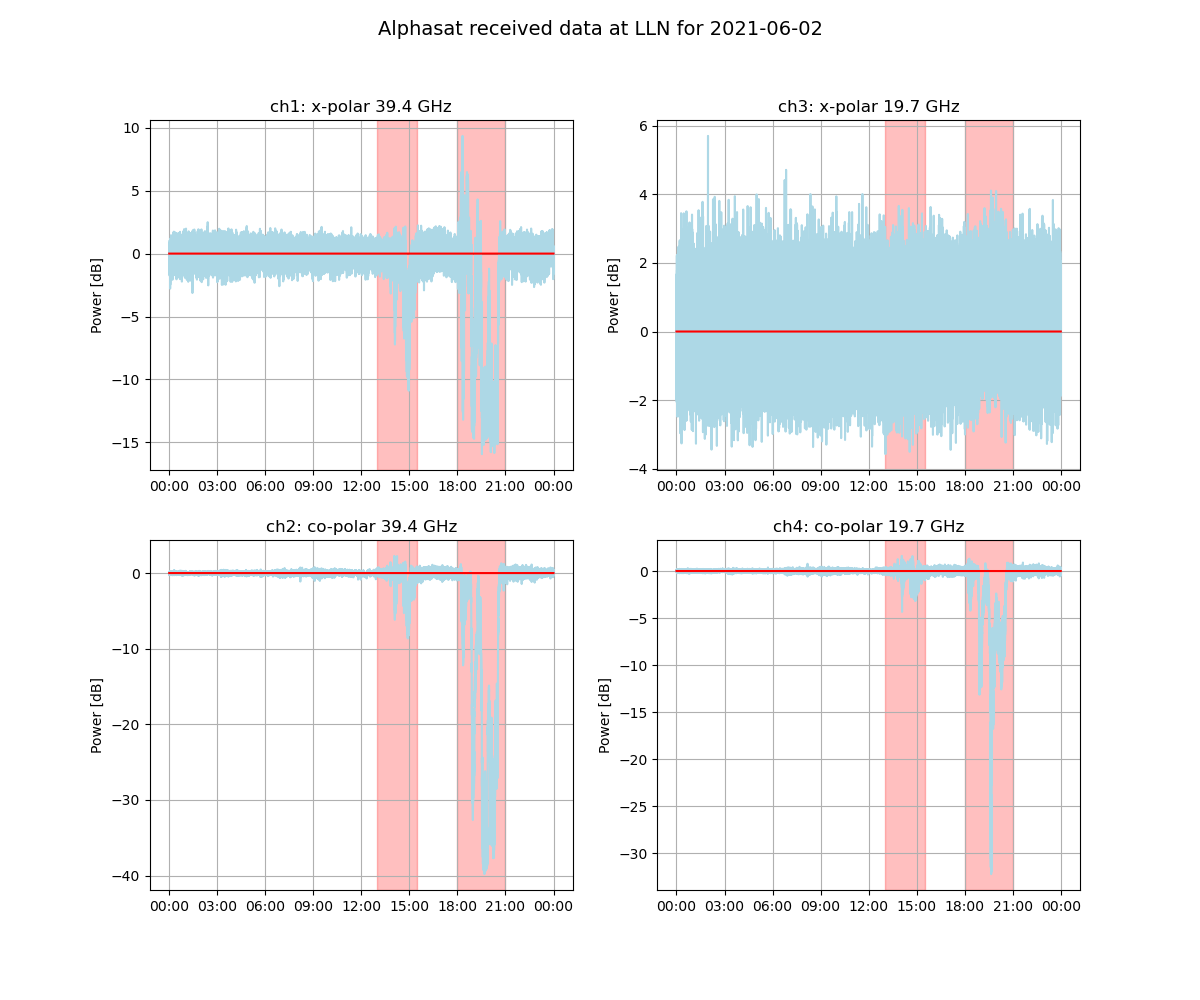 Alphasat received data at LLN for 2021-06-02
ch1: x-polar 39.4 GHz
Power [dB]
10
5
0
−5
−10
−15
00:00 03:00 06:00 09:00 12:00 15:00 18:00 21:00 00:00
ch3: x-polar 19.7 GHz
Power [dB]
6
4
2
0
−2
−4
00:00 03:00 06:00 09:00 12:00 15:00 18:00 21:00 00:00
ch2: co-polar 39.4 GHz
Power [dB]
0
−10
−20
−30
−40
00:00 03:00 06:00 09:00 12:00 15:00 18:00 21:00 00:00
ch4: co-polar 19.7 GHz
Power [dB]
0
−5
−10
−15
−20
−25
−30
00:00 03:00 06:00 09:00 12:00 15:00 18:00 21:00 00:00